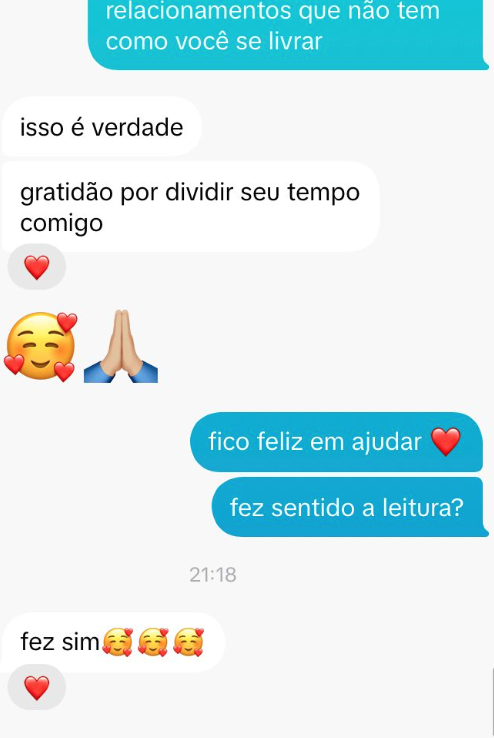 relacionamentos que não tem
como você se livrar
isso é verdade
gratidão por dividir seu tempo
comigo
fico feliz em ajudar ❤️
fez sentido a leitura?
21:18
fez sim🥰🥰🥰